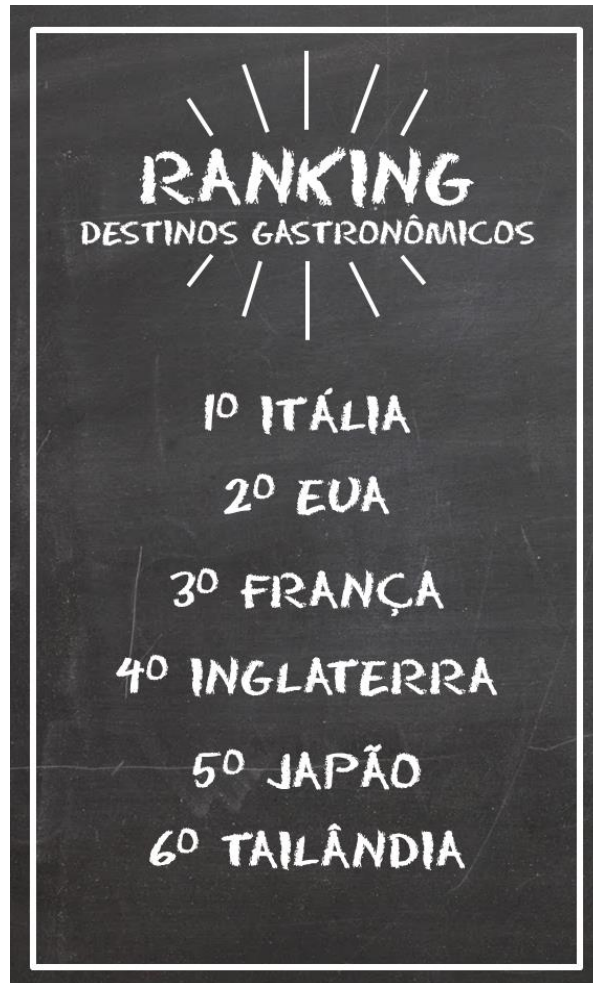 RANKING
DESTINOS GASTRONÔMICOS
1º ITÁLIA
2º EUA
3º FRANÇA
4º INGLATERRA
5º JAPÃO
6º TAILÂNDIA